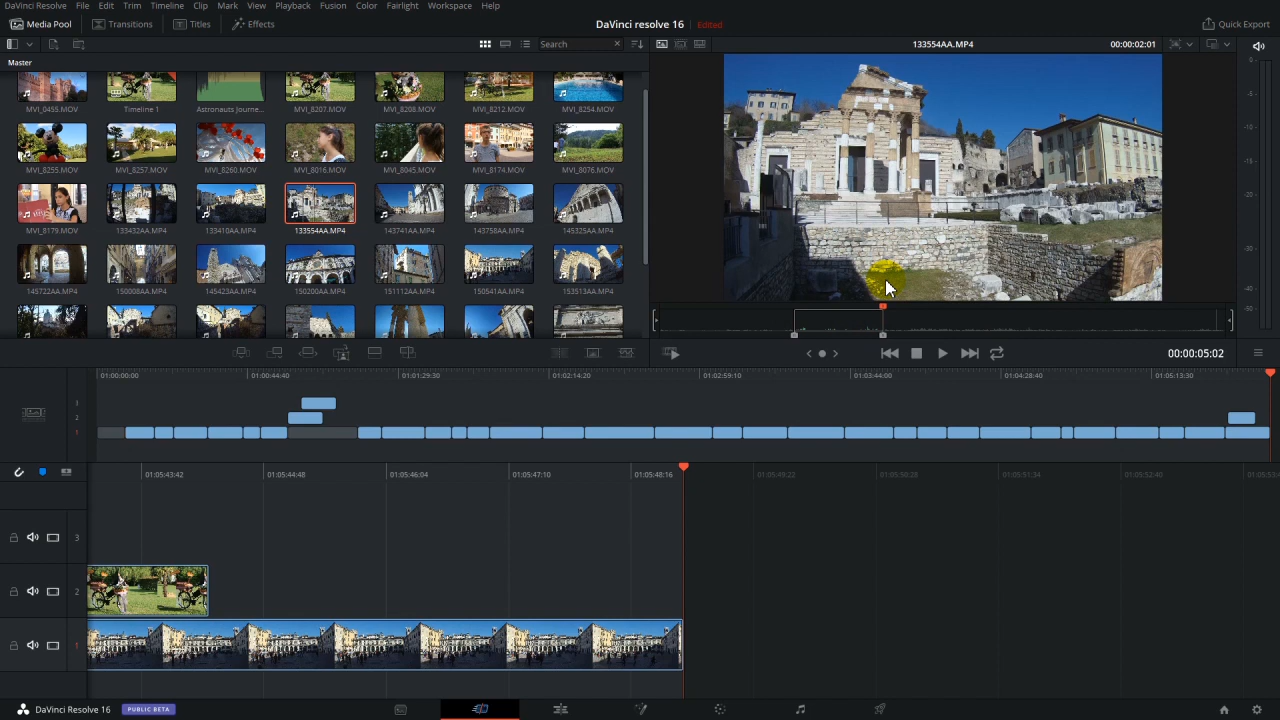 DaVinci Resolve File Edit Trim Timeline Clip Mark View Playback Fusion Color Fairlight Workspace Help
Media Pool Transitions Titles Effects DaVinci resolve 16 Edited Quick Export
Search 133554AA.MP4 00:00:02:01
Master
MVI_0455.MOV Timeline 1 Astronauts Journe... MVI_8207.MOV MVI_8208.MOV MVI_8212.MOV MVI_8254.MOV
MVI_8255.MOV MVI_8257.MOV MVI_8260.MOV MVI_8016.MOV MVI_8045.MOV MVI_8174.MOV MVI_8076.MOV
MVI_8179.MOV 133432AA.MP4 133410AA.MP4 133554AA.MP4 143741AA.MP4 143758AA.MP4 145325AA.MP4
145722AA.MP4 150008AA.MP4 145423AA.MP4 150200AA.MP4 151112AA.MP4 150541AA.MP4 153513AA.MP4
0
-5
-10
-15
-20
-30
-40
-50
00:00:05:02
01:00:00:00 01:00:44:40 01:01:29:30 01:02:14:20 01:02:59:10 01:03:44:00 01:04:28:40 01:05:13:30
2
1
01:05:43:42 01:05:44:48 01:05:46:04 01:05:47:10 01:05:48:16 01:05:49:22 01:05:50:28 01:05:51:34 01:05:52:40
3
2
1
DaVinci Resolve 16 PUBLIC BETA